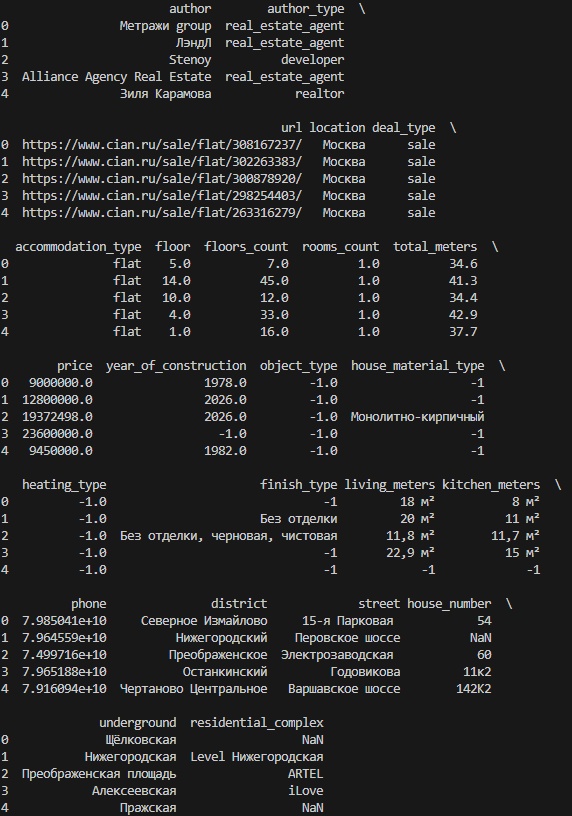 author author_type \
0 Метражи group real_estate_agent
1 ЛэндЛ real_estate_agent
2 Stenoy developer
3 Alliance Agency Real Estate real_estate_agent
4 Зиля Карамова realtor
url location deal_type \
0 https://www.cian.ru/sale/flat/308167237/ Москва sale
1 https://www.cian.ru/sale/flat/302263383/ Москва sale
2 https://www.cian.ru/sale/flat/300878920/ Москва sale
3 https://www.cian.ru/sale/flat/298254403/ Москва sale
4 https://www.cian.ru/sale/flat/263316279/ Москва sale
accommodation_type floor floors_count rooms_count total_meters \
0 flat 5.0 7.0 1.0 34.6
1 flat 14.0 45.0 1.0 41.3
2 flat 10.0 12.0 1.0 34.4
3 flat 4.0 33.0 1.0 42.9
4 flat 1.0 16.0 1.0 37.7
price year_of_construction object_type house_material_type \
0 9000000.0 1978.0 -1.0 -1
1 12800000.0 2026.0 -1.0 -1
2 19372498.0 2026.0 -1.0 Монолитно-кирпичный
3 23600000.0 -1.0 -1.0 -1
4 9450000.0 1982.0 -1.0 -1
heating_type finish_type living_meters kitchen_meters \
0 -1.0 -1 18 м² 8 м²
1 -1.0 Без отделки 20 м² 11 м²
2 -1.0 Без отделки, черновая, чистовая 11,8 м² 11,7 м²
3 -1.0 -1 22,9 м² 15 м²
4 -1.0 -1 -1 -1
phone district street house_number \
0 7.985041e+10 Северное Измайлово 15-я Парковая 54
1 7.964559e+10 Нижегородский Перовское шоссе NaN
2 7.499716e+10 Преображенское Электрозаводская 60
3 7.965188e+10 Останкинский Годовикова 11к2
4 7.916094e+10 Чертаново Центральное Варшавское шоссе 142К2
underground residential_complex
0 Щёлковская NaN
1 Нижегородская Level Нижегородская
2 Преображенская площадь ARTEL
3 Алексеевская iLove
4 Пражская NaN